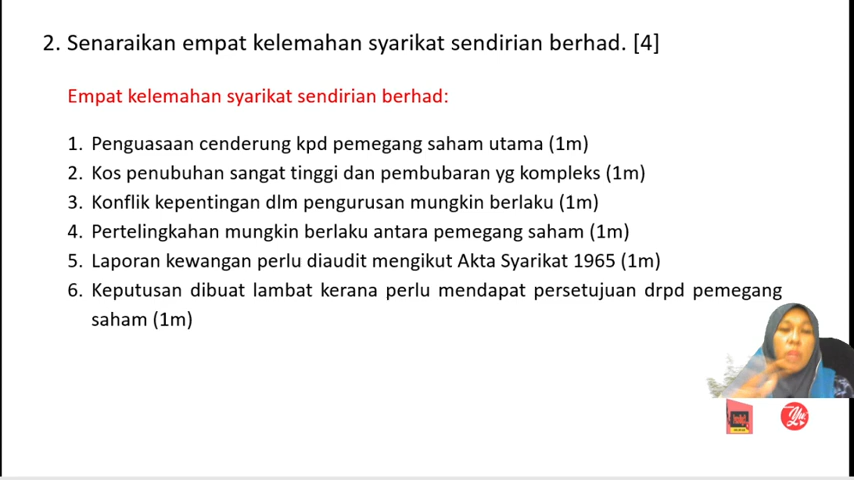 2. Senaraikan empat kelemahan syarikat sendirian berhad. [4]
Empat kelemahan syarikat sendirian berhad:
1. Penguasaan cenderung kpd pemegang saham utama (1m)
2. Kos penubuhan sangat tinggi dan pembubaran yg kompleks (1m)
3. Konflik kepentingan dlm pengurusan mungkin berlaku (1m)
4. Pertelingkahan mungkin berlaku antara pemegang saham (1m)
5. Laporan kewangan perlu diaudit mengikut Akta Syarikat 1965 (1m)
6. Keputusan dibuat lambat kerana perlu mendapat persetujuan drpd pemegang
saham (1m)